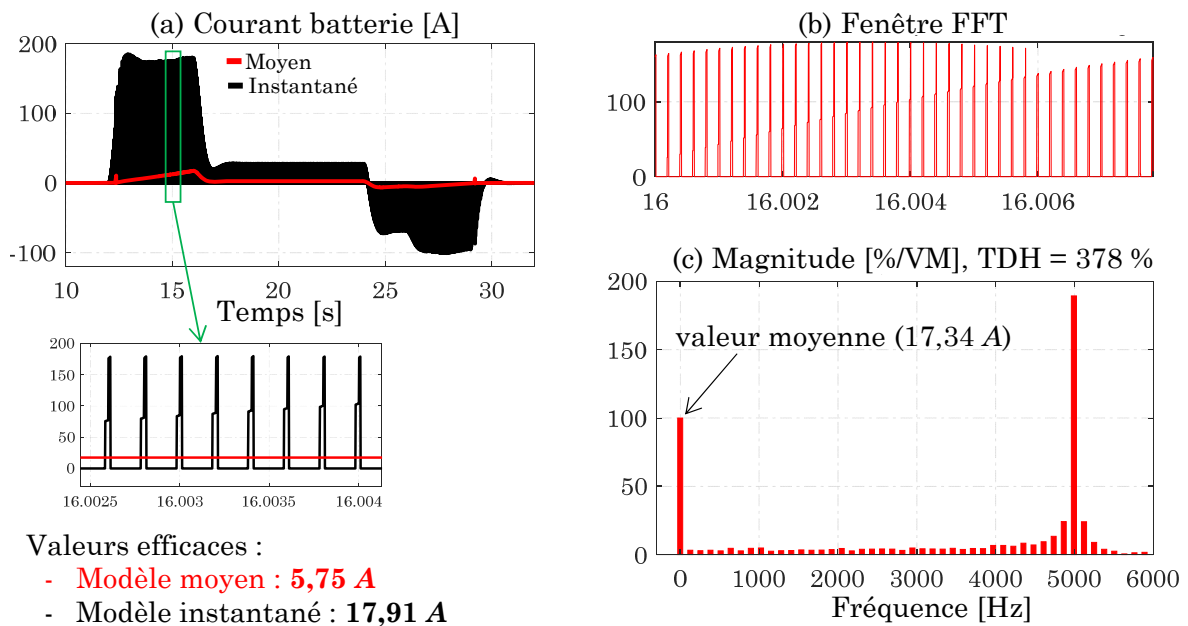 (a) Courant batterie [A]
200
100
0
-100
Moyen
Instantané
10 15 20 25 30
Temps [s]
200
150
100
50
0
16.0025 16.003 16.0035 16.004
Valeurs efficaces :
- Modèle moyen : 5,75 A
- Modèle instantané : 17,91 A
(b) Fenêtre FFT
100
0
16 16.002 16.004 16.006
(c) Magnitude [%/VM], TDH = 378 %
200
150
100
50
0
valeur moyenne (17,34 A)
0 1000 2000 3000 4000 5000 6000
Fréquence [Hz]